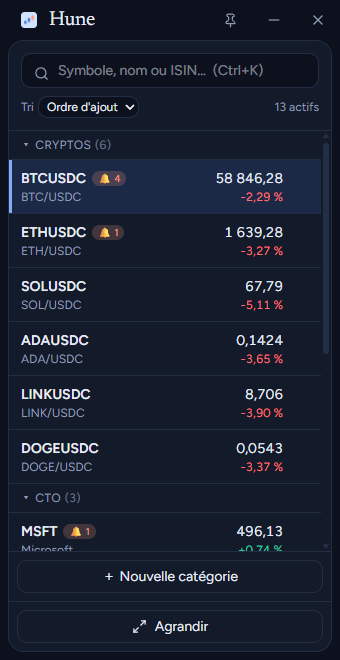 Hune
Symbole, nom ou ISIN... (Ctrl+K)
Tri Ordre d'ajout 13 actifs
CRYPTOS (6)
BTCUSDC 4 58 846,28
BTC/USDC -2,29 %
ETHUSDC 1 1 639,28
ETH/USDC -3,27 %
SOLUSDC 67,79
SOL/USDC -5,11 %
ADAUSDC 0,1424
ADA/USDC -3,65 %
LINKUSDC 8,706
LINK/USDC -3,90 %
DOGEUSDC 0,0543
DOGE/USDC -3,37 %
CTO (3)
MSFT 1 496,13
Microsoft +0,74 %
+ Nouvelle catégorie
Agrandir